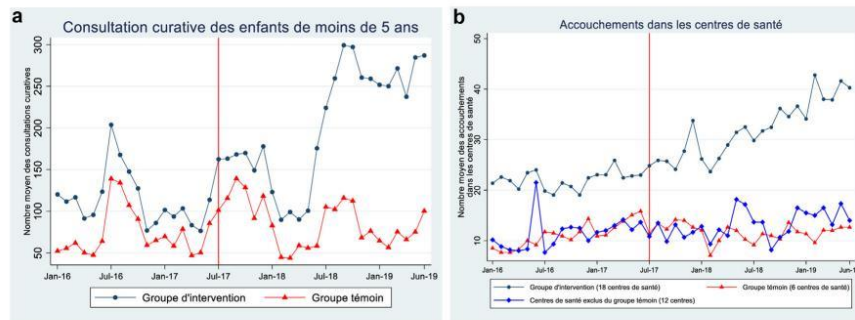 a
Consultation curative des enfants de moins de 5 ans
Nombre moyen des consultations curatives
300
250
200
150
100
50
Jan-16
Jul-16
Jan-17
Jul-17
Jan-18
Jul-18
Jan-19
Jun-19
Groupe d'intervention
Groupe témoin
b
Accouchements dans les centres de santé
Nombre moyen des accouchements
dans les centres de santé
50
40
30
20
10
Jan-16
Jul-16
Jan-17
Jul-17
Jan-18
Jul-18
Jan-19
Jun-19
Groupe d'intervention (18 centres de santé)
Groupe témoin (6 centres de santé)
Centres de santé exclus du groupe témoin (12 centres)